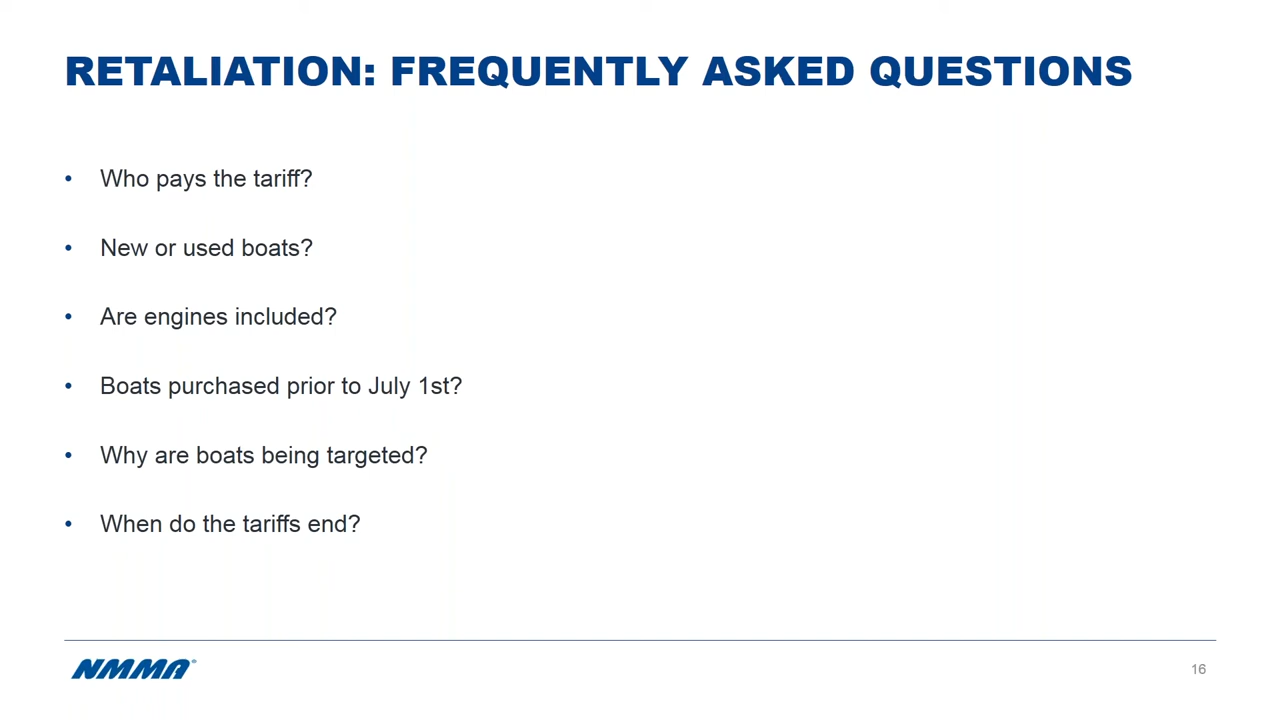 RETALIATION: FREQUENTLY ASKED QUESTIONS
• Who pays the tariff?
• New or used boats?
• Are engines included?
• Boats purchased prior to July 1st?
• Why are boats being targeted?
• When do the tariffs end?
NMMA®
16